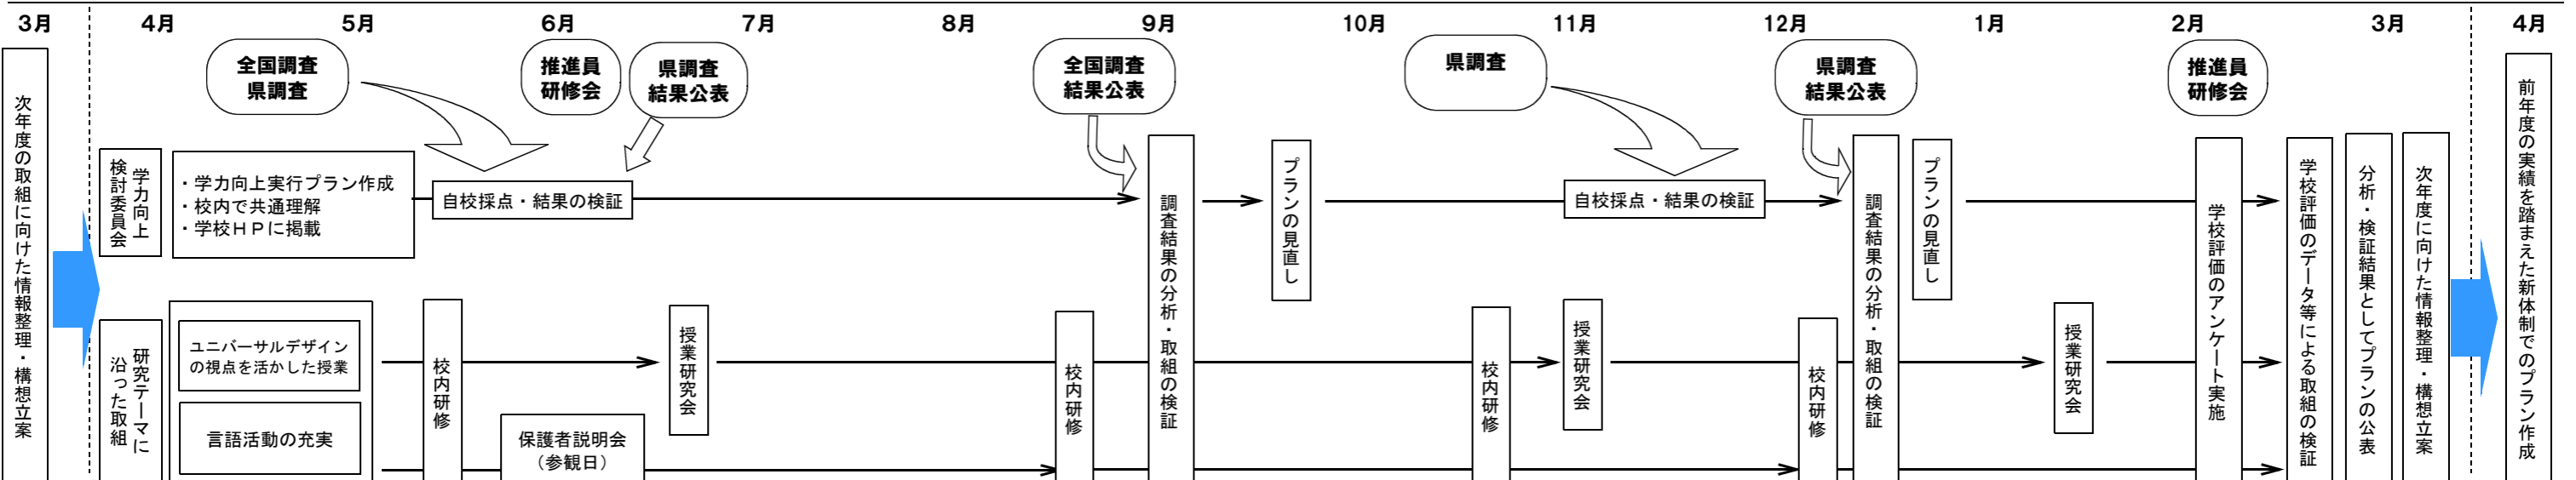 3月
4月
5月
6月
7月
8月
9月
10月
11月
12月
1月
2月
3月
4月
全国調査
県調査
推進員
研修会
県調査
結果公表
全国調査
結果公表
県調査
県調査
結果公表
推進員
研修会
次年度の取組に向けた情報整理・構想立案
学力向上
検討委員会
・学力向上実行プラン作成
・校内で共通理解
・学校HPに掲載
自校採点・結果の検証
調査結果の分析・取組の検証
プランの見直し
自校採点・結果の検証
調査結果の分析・取組の検証
プランの見直し
学校評価のアンケート実施
学校評価のデータ等による取組の検証
分析・検証結果としてプランの公表
次年度に向けた情報整理・構想立案
前年度の実績を踏まえた新体制でのプラン作成
研究テーマに
沿った取組
ユニバーサルデザイン
の視点を活かした授業
言語活動の充実
校内研修
保護者説明会
(参観日)
授業研究会
校内研修
校内研修
授業研究会
校内研修
授業研究会